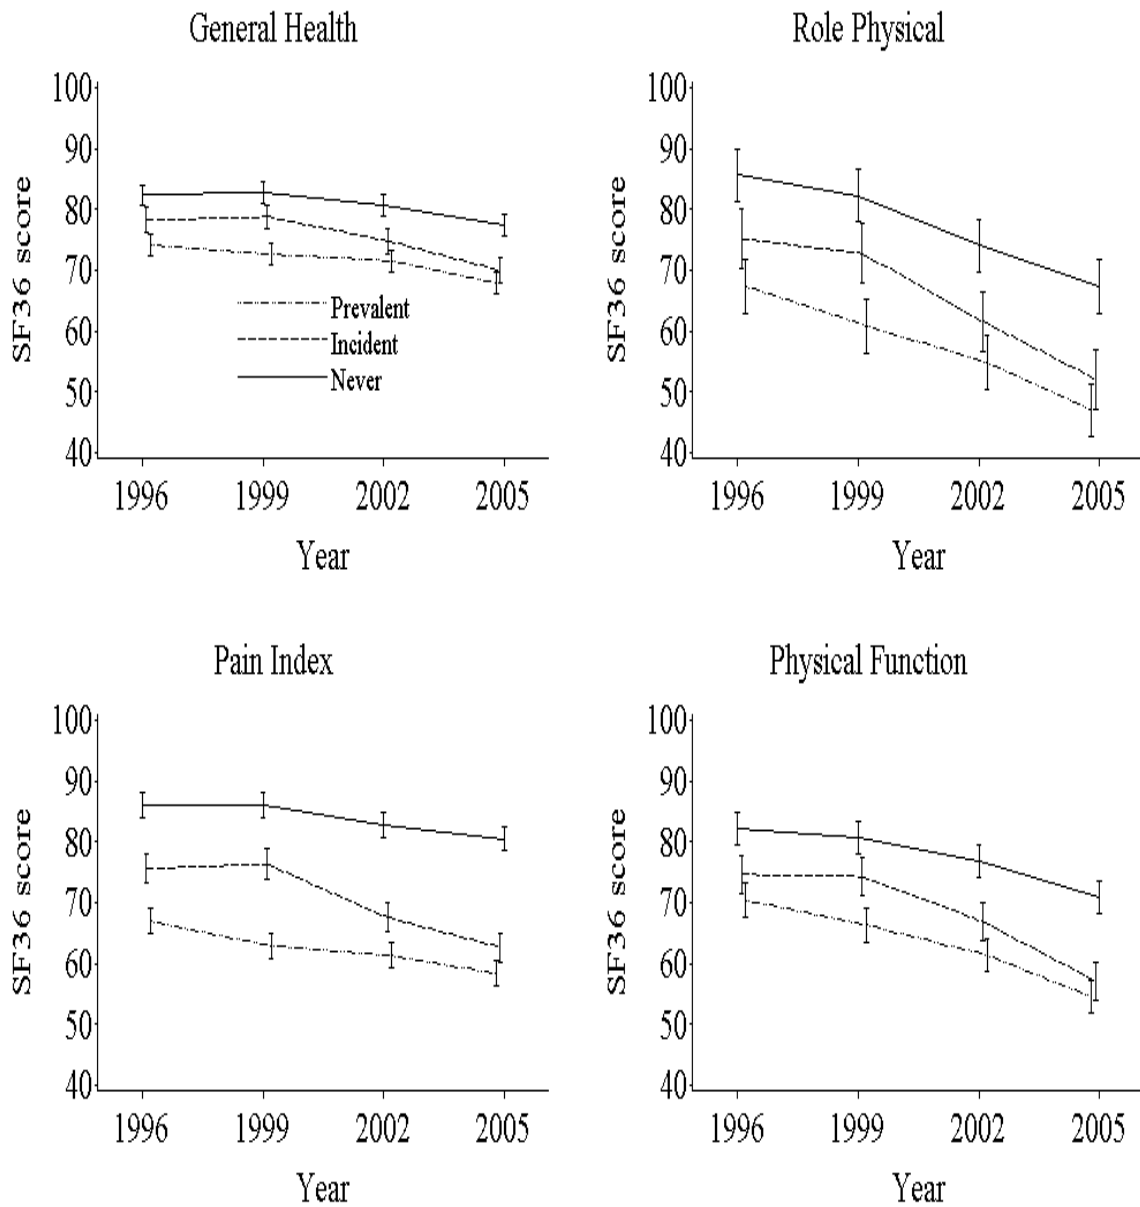 General Health
SF36 score
100
90
80
70
60
50
40
Prevalent
Incident
Never
1996 1999 2002 2005
Year
Role Physical
SF36 score
100
90
80
70
60
50
40
1996 1999 2002 2005
Year
Pain Index
SF36 score
100
90
80
70
60
50
40
1996 1999 2002 2005
Year
Physical Function
SF36 score
100
90
80
70
60
50
40
1996 1999 2002 2005
Year